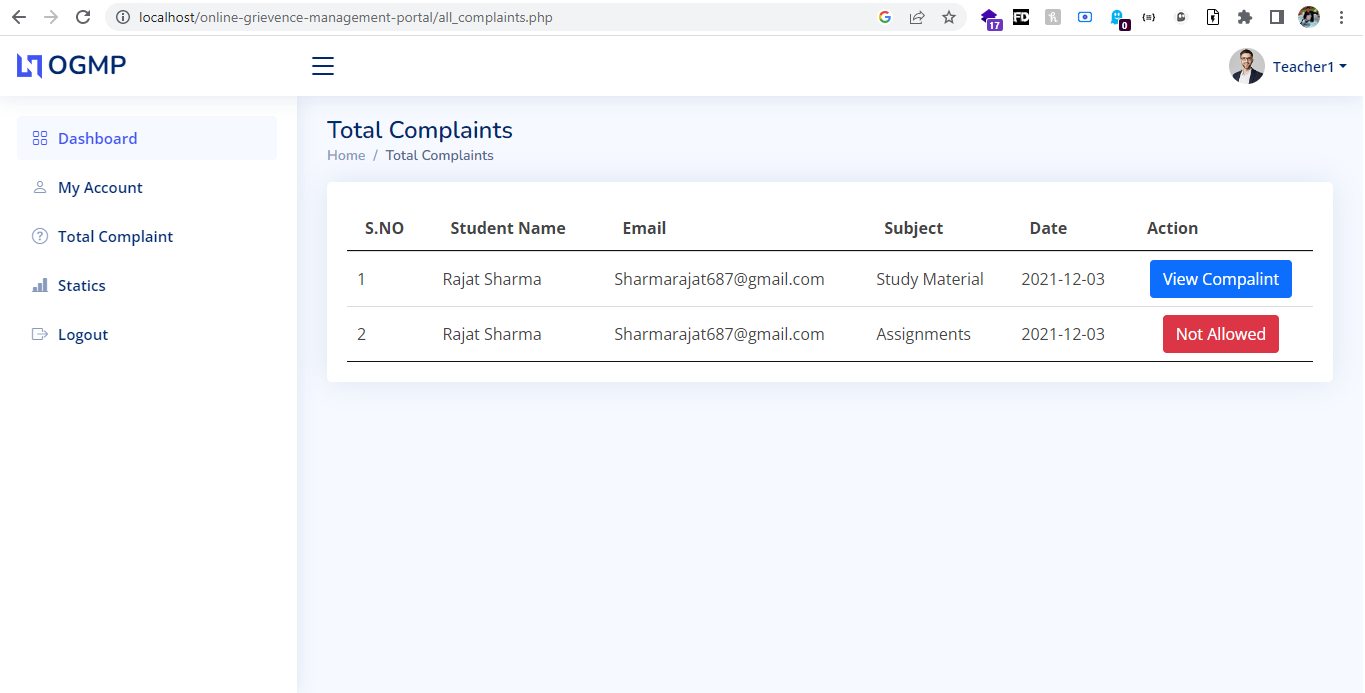 localhost/online-grievence-management-portal/all_complaints.php
17
FD
0
OGMP
Teacher1
Dashboard
My Account
Total Complaint
Statics
Logout
Total Complaints
Home / Total Complaints
S.NO Student Name Email Subject Date Action
1 Rajat Sharma Sharmarajat687@gmail.com Study Material 2021-12-03 View Compalint
2 Rajat Sharma Sharmarajat687@gmail.com Assignments 2021-12-03 Not Allowed